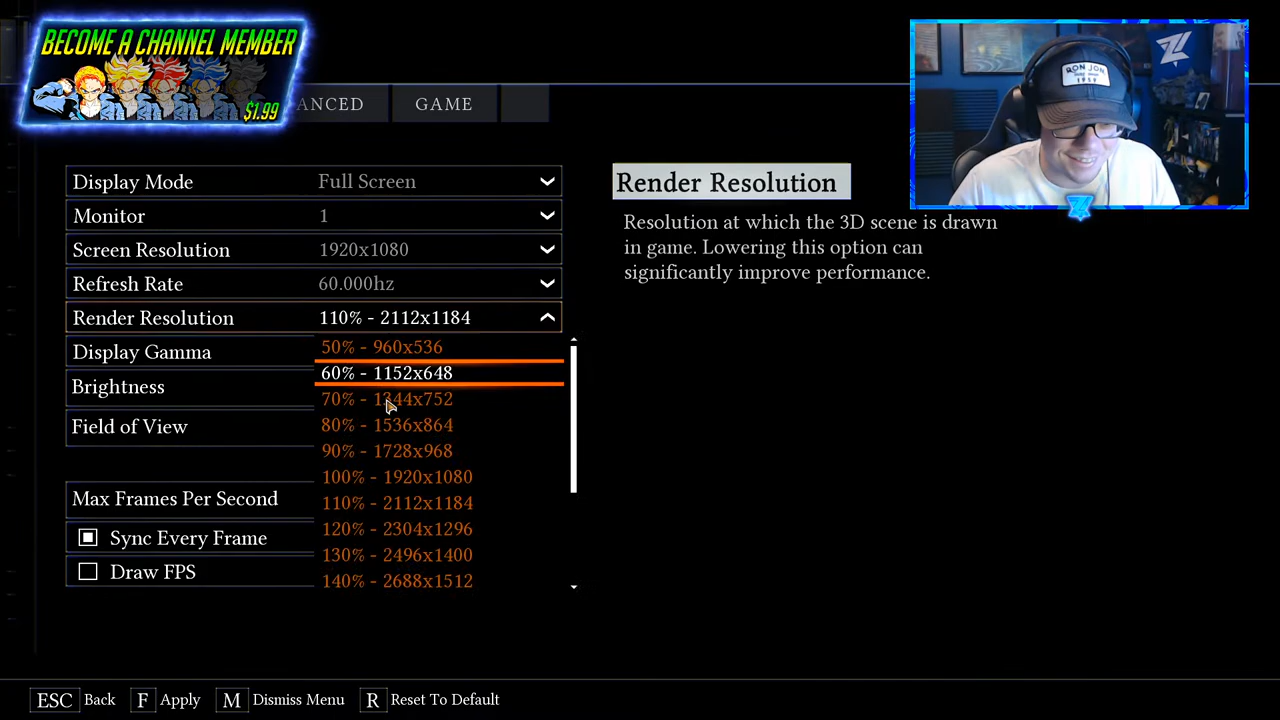 BECOME A CHANNEL MEMBER
$1.99
ANCED
GAME
RON JON
1959
Display Mode
Full Screen
Monitor
1
Screen Resolution
1920x1080
Refresh Rate
60.000hz
Render Resolution
110% - 2112x1184
Display Gamma
Brightness
Field of View
Max Frames Per Second
Sync Every Frame
Draw FPS
50% - 960x536
60% - 1152x648
70% - 1344x752
80% - 1536x864
90% - 1728x968
100% - 1920x1080
110% - 2112x1184
120% - 2304x1296
130% - 2496x1400
140% - 2688x1512
Render Resolution
Resolution at which the 3D scene is drawn
in game. Lowering this option can
significantly improve performance.
ESC Back
F Apply
M Dismiss Menu
R Reset To Default